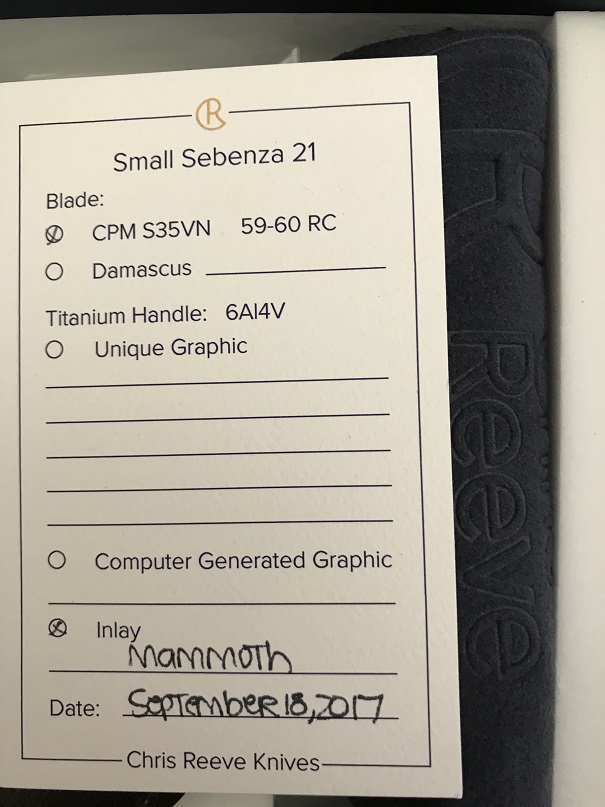 CR
Small Sebenza 21
Blade:
CPM S35VN 59-60 RC
Damascus
Titanium Handle: 6Al4V
Unique Graphic
Computer Generated Graphic
Inlay
Mammoth
Date: September 18, 2017
Chris Reeve Knives
Reeve